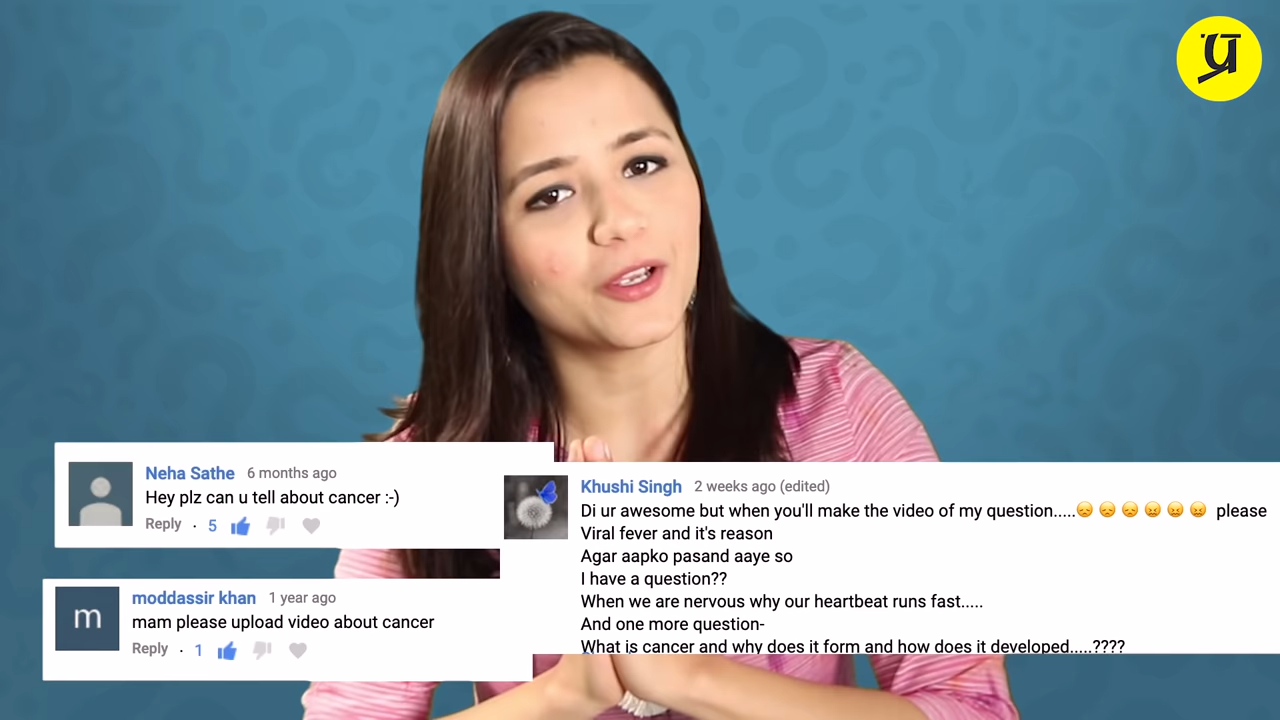 प्र
Neha Sathe 6 months ago
Hey plz can u tell about cancer :-)
Reply · 5
m
moddassir khan 1 year ago
mam please upload video about cancer
Reply · 1
Khushi Singh 2 weeks ago (edited)
Di ur awesome but when you'll make the video of my question.....😞😞😞😖😖😖 please
Viral fever and it's reason
Agar aapko pasand aaye so
I have a question??
When we are nervous why our heartbeat runs fast.....
And one more question-
What is cancer and why does it form and how does it developed.....????